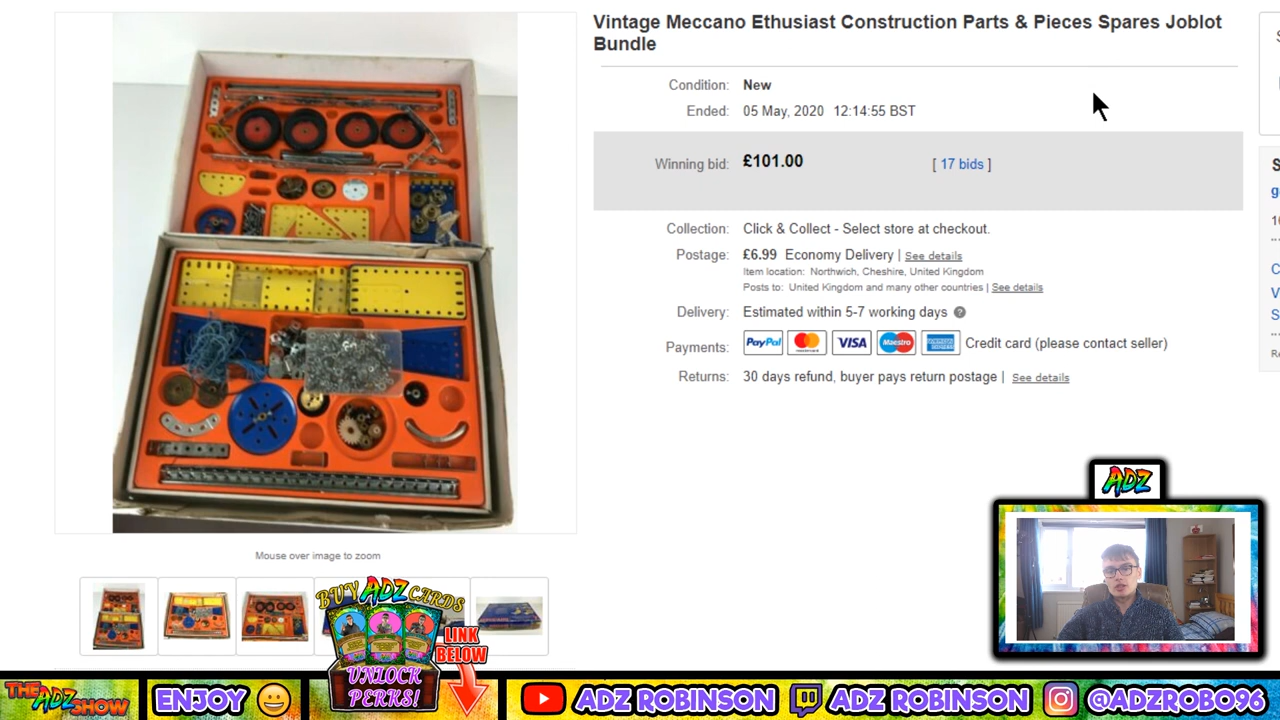 Vintage Meccano Ethusiast Construction Parts & Pieces Spares Joblot
Bundle
Condition: New
Ended: 05 May, 2020 12:14:55 BST
Winning bid: £101.00 [ 17 bids ]
Collection: Click & Collect - Select store at checkout.
Postage: £6.99 Economy Delivery | See details
Item location: Northwich, Cheshire, United Kingdom
Posts to: United Kingdom and many other countries | See details
Delivery: Estimated within 5-7 working days ?
Payments: PayPal VISA Maestro Credit card (please contact seller)
Returns: 30 days refund, buyer pays return postage | See details
Mouse over image to zoom
ADZ
BUY ADZ CARDS
LINK
BELOW
UNLOCK
PERKS!
THE ADZ SHOW
ENJOY
ADZ ROBINSON
ADZ ROBINSON
@ADZROBO96